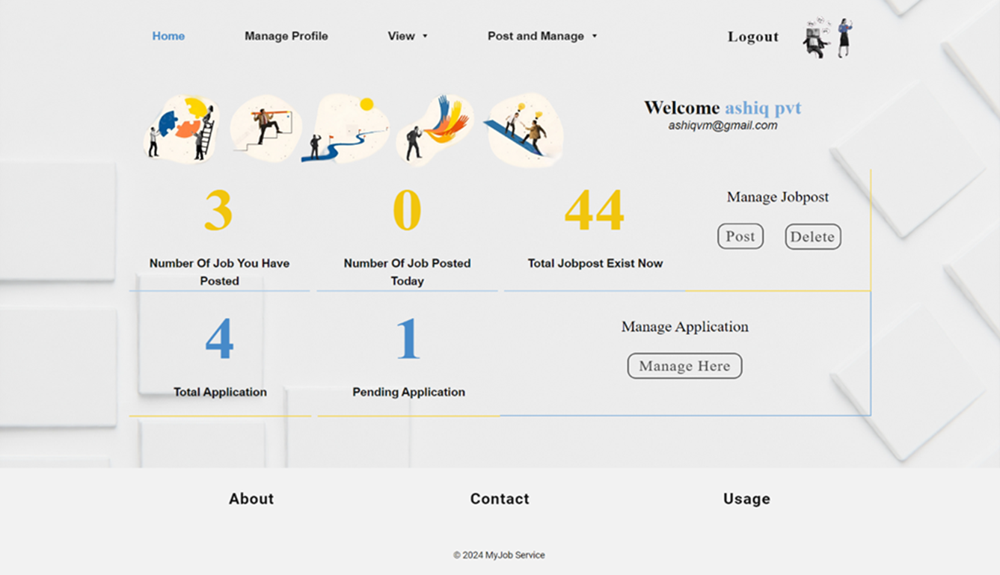 Home Manage Profile View Post and Manage Logout
Welcome ashiq pvt
ashiqvm@gmail.com
3
Number Of Job You Have
Posted
0
Number Of Job Posted
Today
44
Total Jobpost Exist Now
Manage Jobpost
Post Delete
4
Total Application
1
Pending Application
Manage Application
Manage Here
About Contact Usage
© 2024 MyJob Service